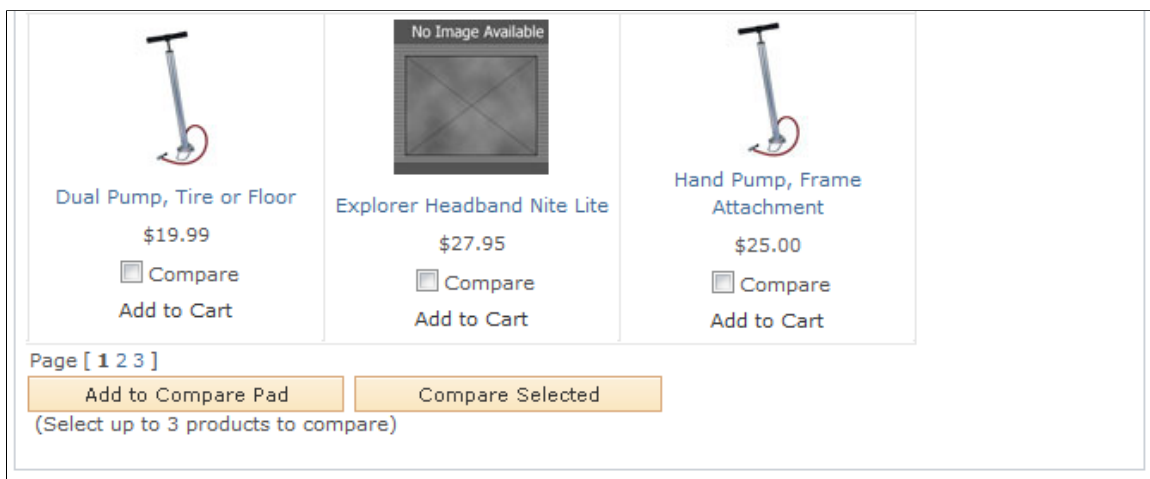 No Image Available
Dual Pump, Tire or Floor
$19.99
Compare
Add to Cart
Explorer Headband Nite Lite
$27.95
Compare
Add to Cart
Hand Pump, Frame
Attachment
$25.00
Compare
Add to Cart
Page [ 1 2 3 ]
Add to Compare Pad
Compare Selected
(Select up to 3 products to compare)